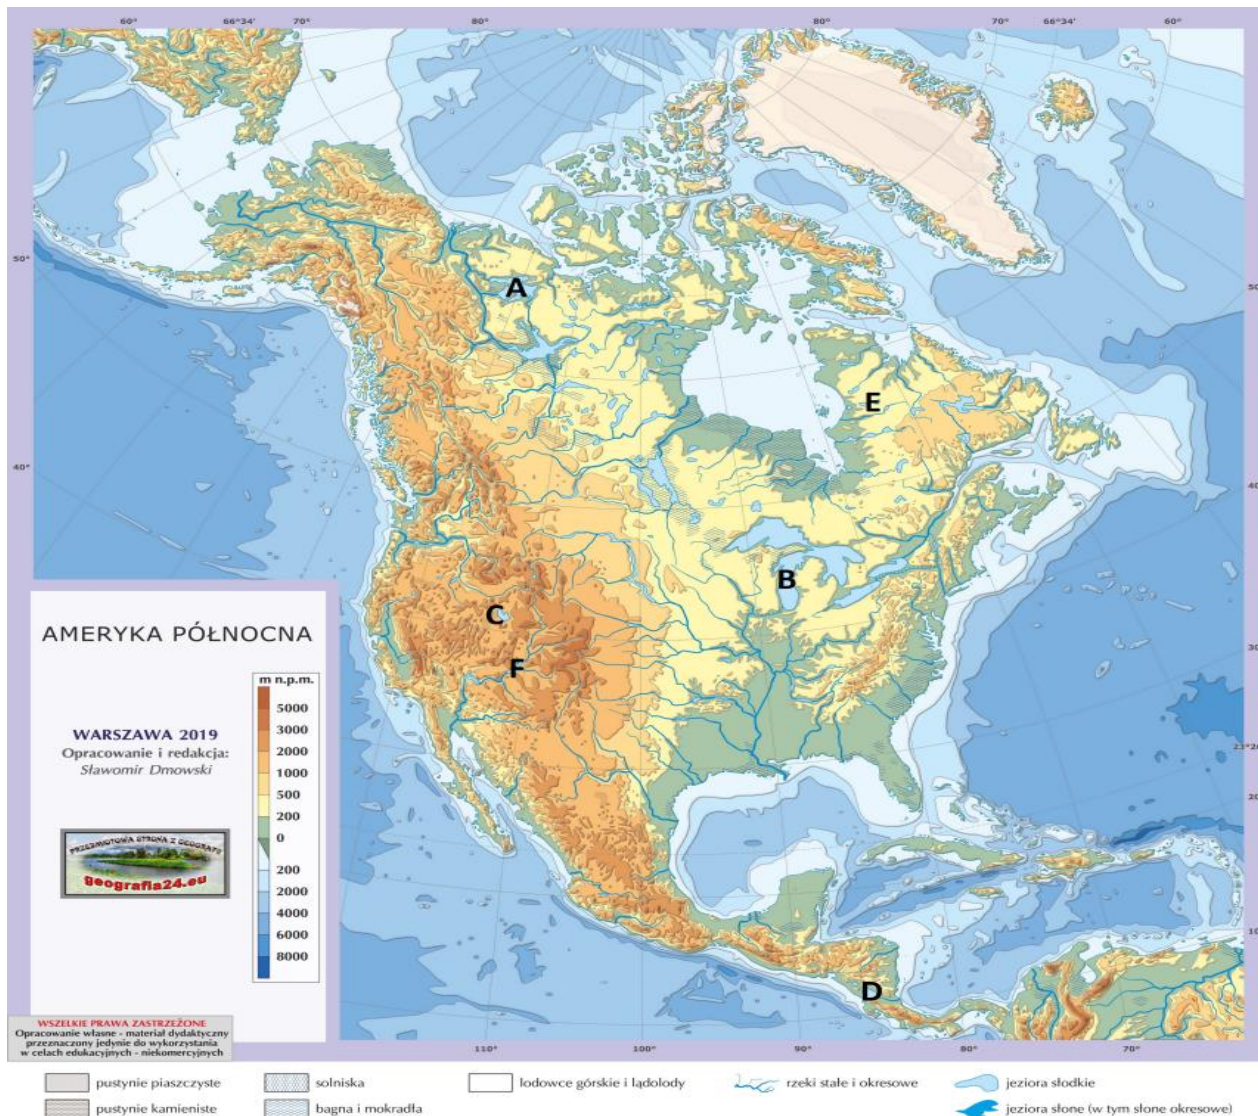 60° 66°34' 70° 80° 80° 70° 66°34' 60°
50°
40°
A
E
B
C
F
D
AMERYKA PÓŁNOCNA
WARSZAWA 2019
Opracowanie i redakcja:
Sławomir Dmowski
m n.p.m.
5000
3000
2000
1000
500
200
0
200
2000
4000
6000
8000
PRZEDMIOTOWA STRONA Z GEOGRAFII
geografia24.eu
WSZELKIE PRAWA ZASTRZEŻONE
Opracowanie własne - materiał dydaktyczny
przeznaczony jedynie do wykorzystania
w celach edukacyjnych - niekomercyjnych
110° 100° 90° 80° 70°
pustynie piaszczyste
solniska
lodowce górskie i lądolody
rzeki stałe i okresowe
jeziora słodkie
pustynie kamieniste
bagna i mokradła
jeziora słone (w tym słone okresowe)